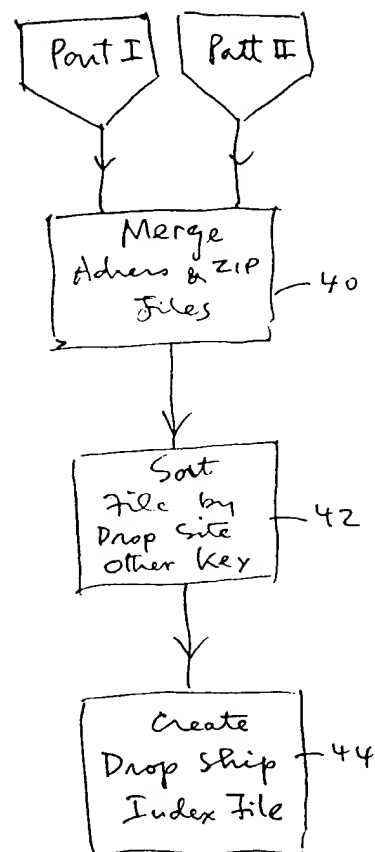 Part I
Part II
Merge
Adress & ZIP
Files
40
Sort
File by
Drop Site
Other Key
42
Create
Drop Ship
Index File
44